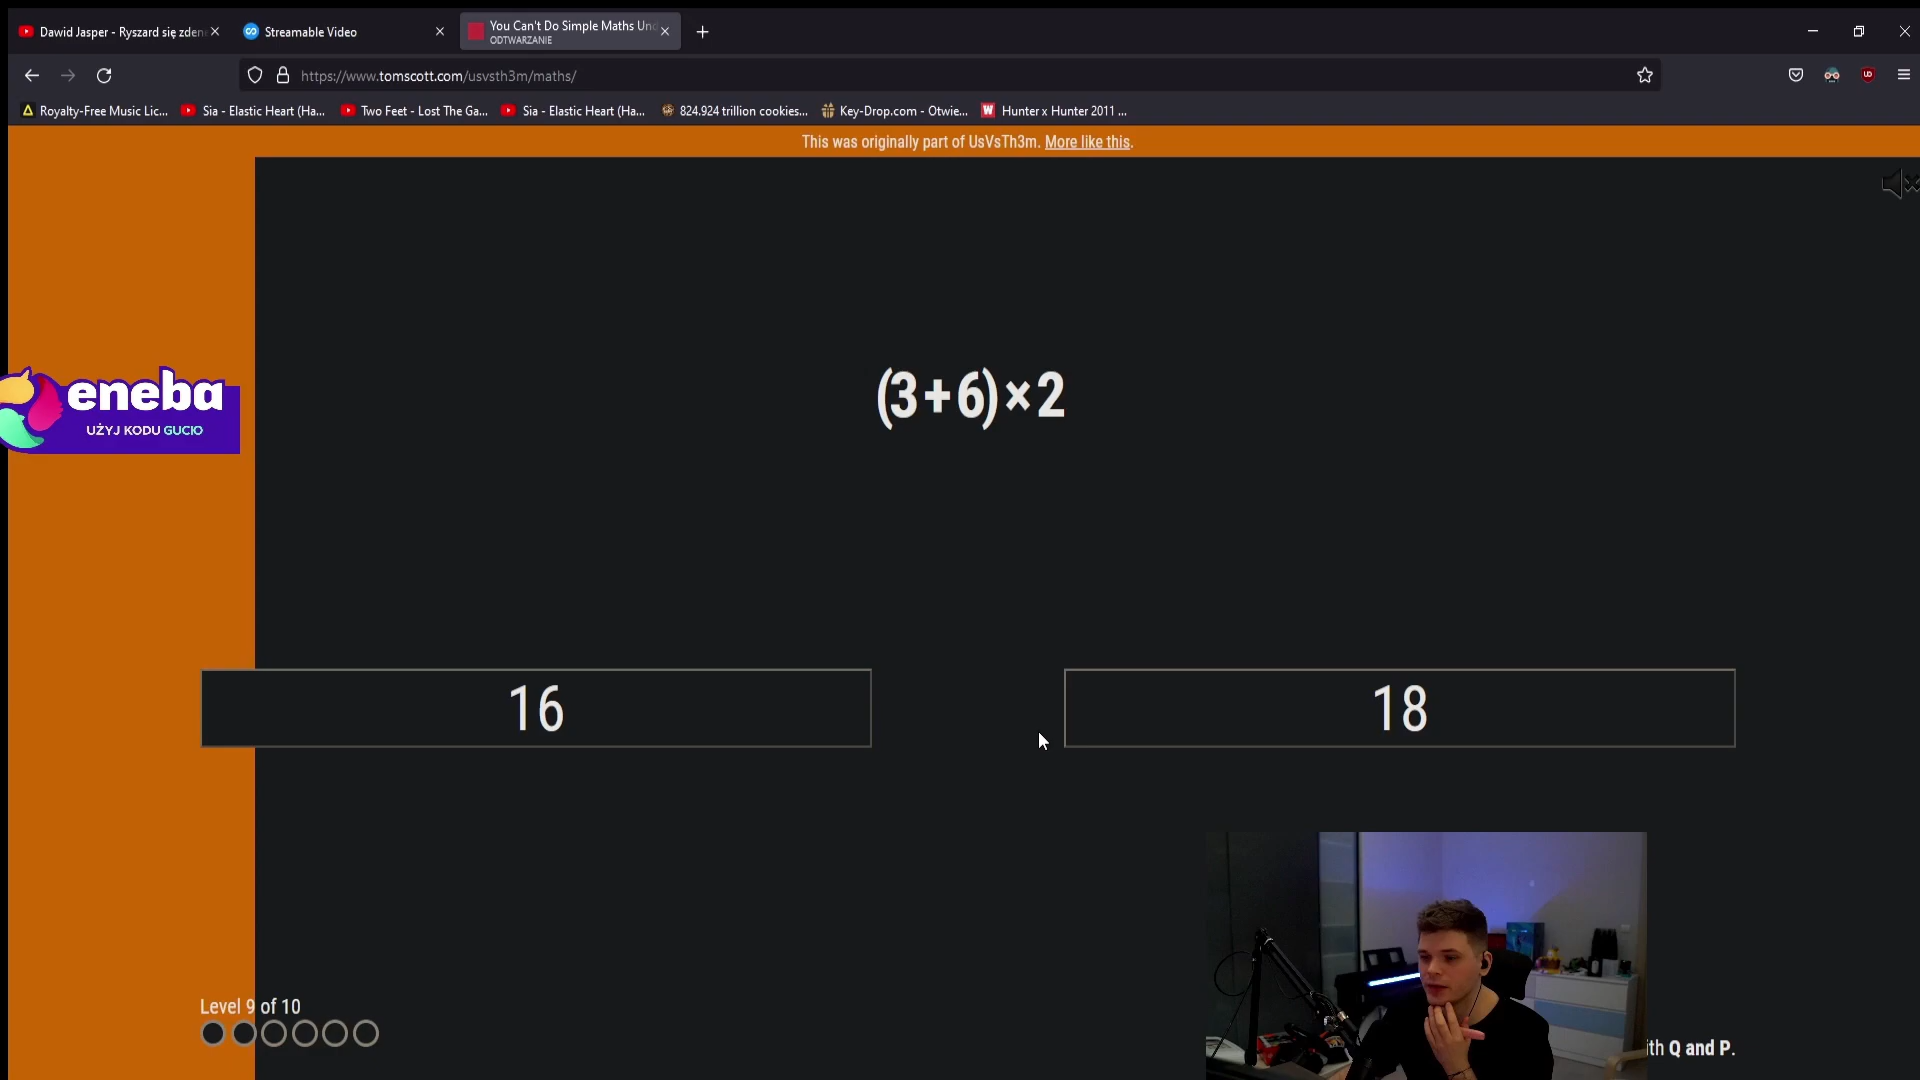 Dawid Jasper - Ryszard się zden
Streamable Video
You Can't Do Simple Maths Un
ODTWARZANIE
https://www.tomscott.com/usvsth3m/maths/
Royalty-Free Music Lic...
Sia - Elastic Heart (Ha...
Two Feet - Lost The Ga...
Sia - Elastic Heart (Ha...
824.924 trillion cookies...
Key-Drop.com - Otwie...
W Hunter x Hunter 2011 ...
This was originally part of UsVsTh3m. More like this.
(3+6)×2
eneba
UŻYJ KODU GUCIO
16
18
Level 9 of 10
ith Q and P.